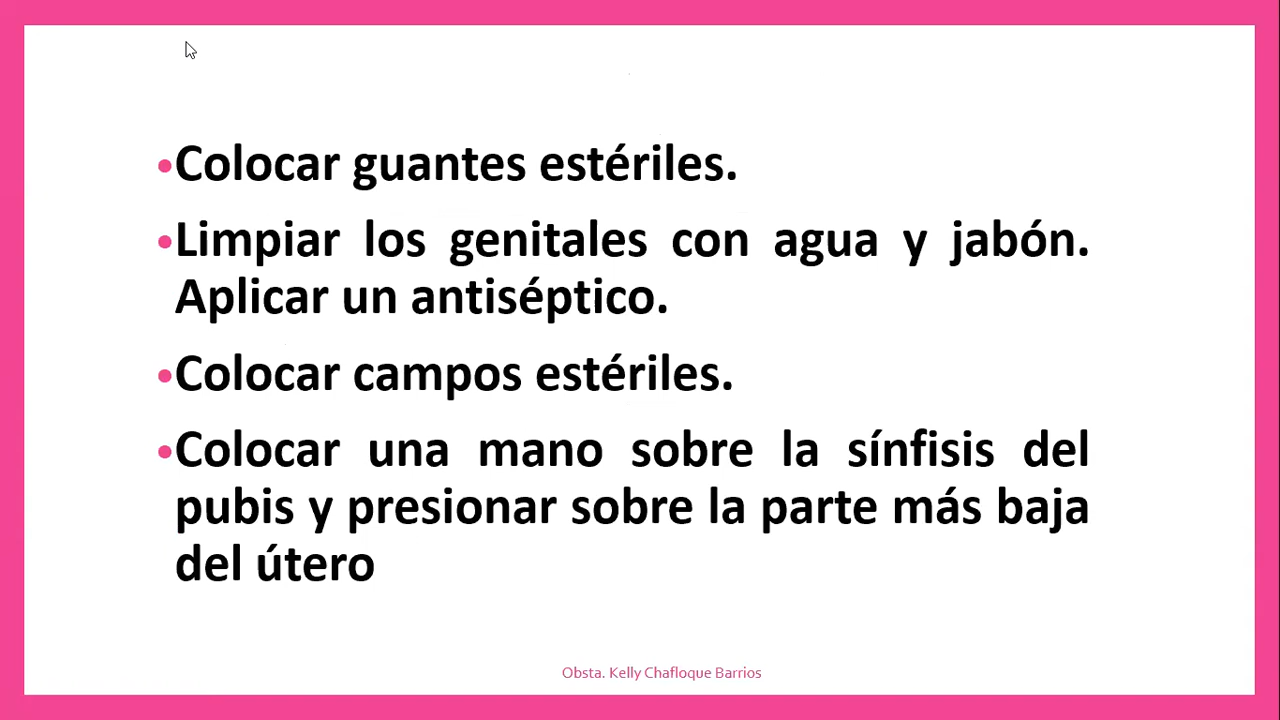 •Colocar guantes estériles.
•Limpiar los genitales con agua y jabón.
Aplicar un antiséptico.
•Colocar campos estériles.
•Colocar una mano sobre la sínfisis del
pubis y presionar sobre la parte más baja
del útero
Obsta. Kelly Chafloque Barrios